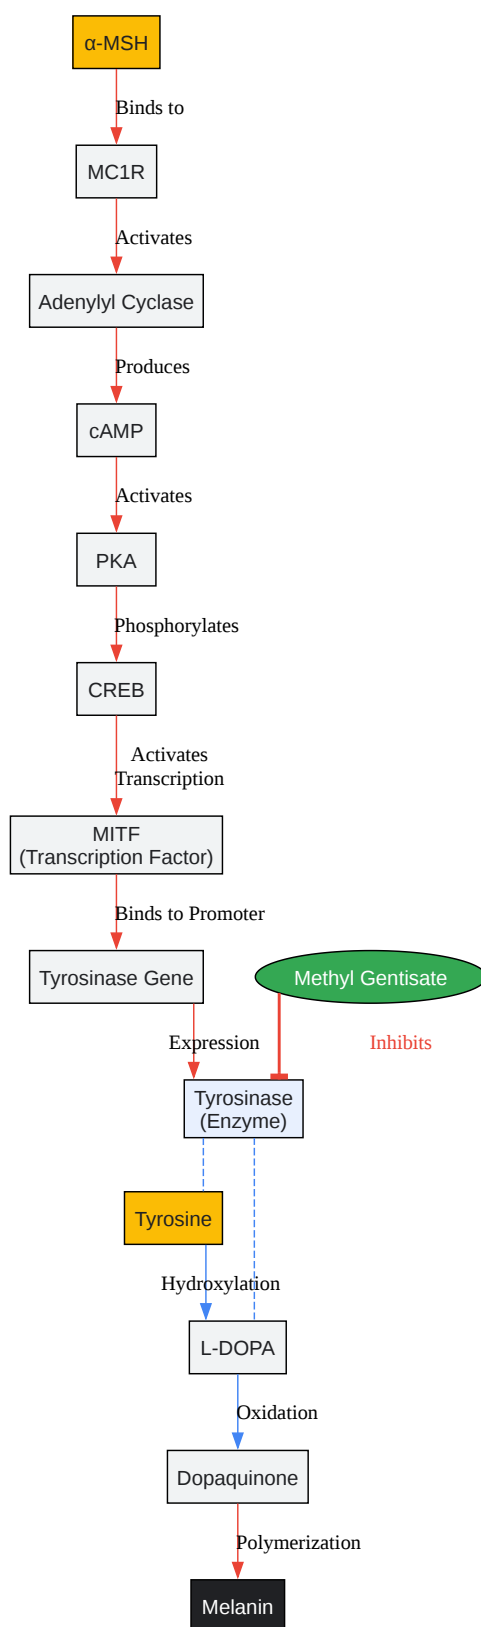 α-MSH
Binds to
MC1R
Activates
Adenylyl Cyclase
Produces
cAMP
Activates
PKA
Phosphorylates
CREB
Activates
Transcription
MITF
(Transcription Factor)
Binds to Promoter
Tyrosinase Gene
Methyl Gentisate
Expression
Inhibits
Tyrosinase
(Enzyme)
Tyrosine
Hydroxylation
L-DOPA
Oxidation
Dopaquinone
Polymerization
Melanin